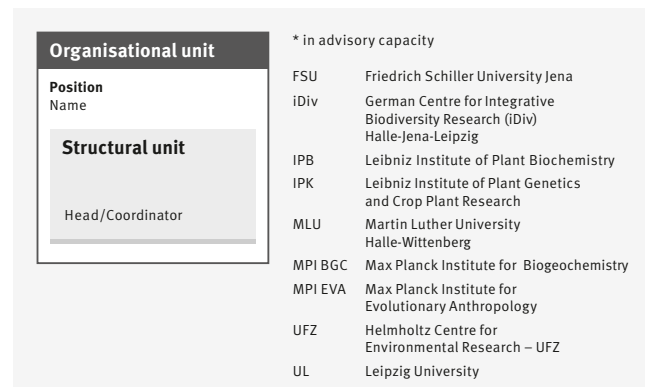 Organisational unit
Position
Name
Structural unit
Head/Coordinator
* in advisory capacity
FSU Friedrich Schiller University Jena
iDiv German Centre for Integrative
Biodiversity Research (iDiv)
Halle-Jena-Leipzig
IPB Leibniz Institute of Plant Biochemistry
IPK Leibniz Institute of Plant Genetics
and Crop Plant Research
MLU Martin Luther University
Halle-Wittenberg
MPI BGC Max Planck Institute for Biogeochemistry
MPI EVA Max Planck Institute for
Evolutionary Anthropology
UFZ Helmholtz Centre for
Environmental Research – UFZ
UL Leipzig University